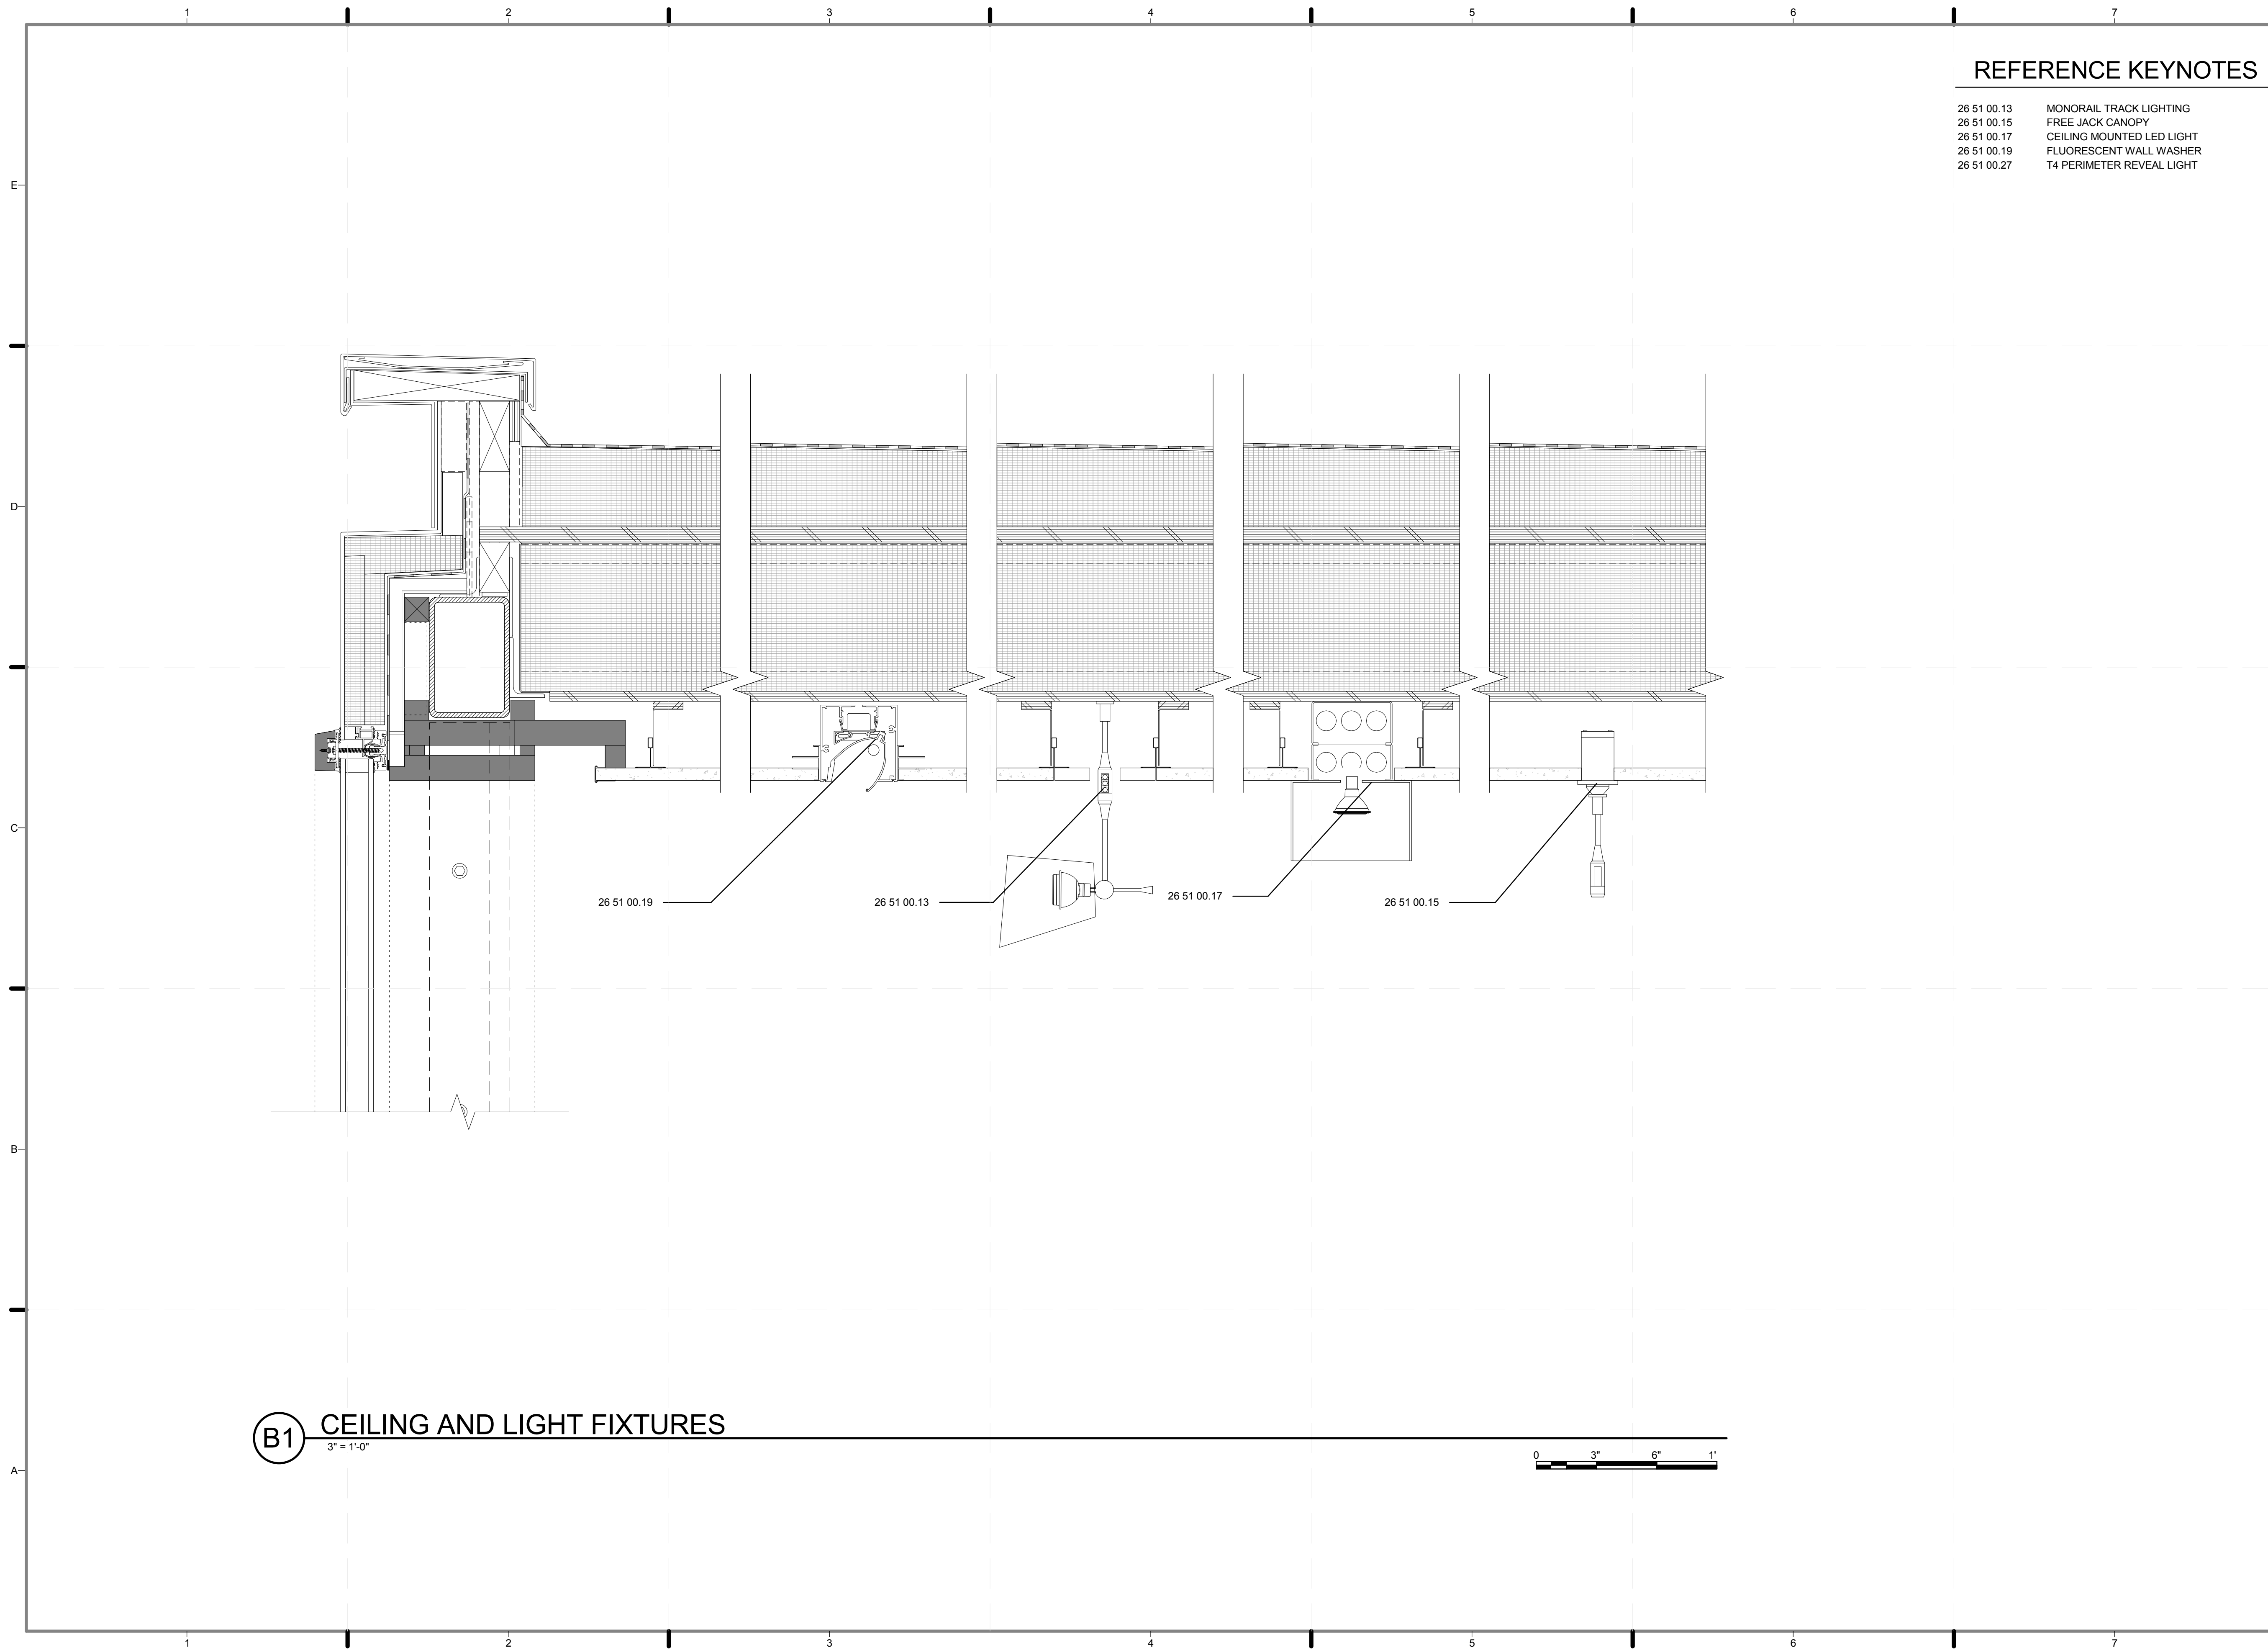 1 2 3 4 5 6 7
REFERENCE KEYNOTES
26 51 00.13 MONORAIL TRACK LIGHTING
26 51 00.15 FREE JACK CANOPY
26 51 00.17 CEILING MOUNTED LED LIGHT
26 51 00.19 FLUORESCENT WALL WASHER
26 51 00.27 T4 PERIMETER REVEAL LIGHT
E
D
C
26 51 00.19 26 51 00.13 26 51 00.17 26 51 00.15
B
B1 CEILING AND LIGHT FIXTURES
3" = 1'-0"
0 3" 6" 1'
A
1 2 3 4 5 6 7